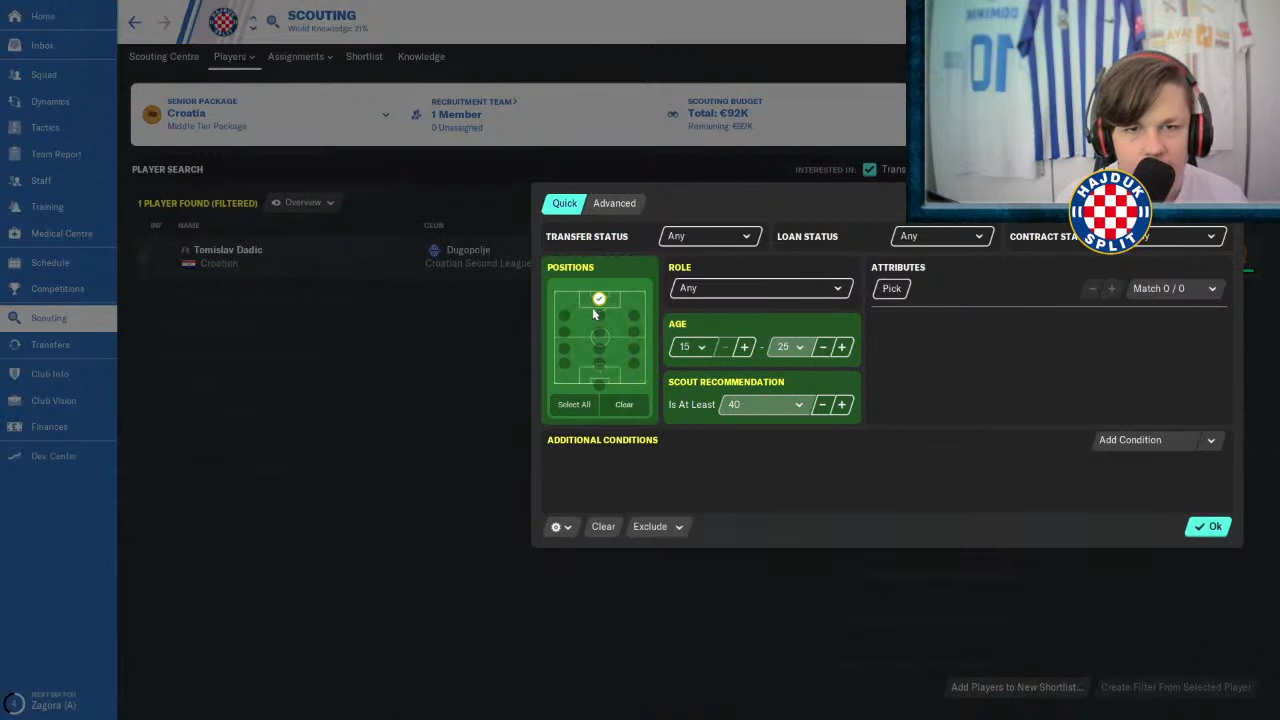 Home
SCOUTING
World Knowledge 21%
Inbox
Scouting Centre Players Assignments Shortlist Knowledge
Squad
Dynamics
SENIOR PACKAGE
Croatia
Middle Tier Package
RECRUITMENT TEAM>
1 Member
0 Unassigned
SCOUTING BUDGET
Total: €92K
Remaining: €92K
Tactics
Team Report
PLAYER SEARCH
INTERESTED IN:
Staff
Training
1 PLAYER FOUND (FILTERED) Overview
Quick Advanced
INF NAME CLUB
Medical Centre
TRANSFER STATUS Any LOAN STATUS Any
Tomislav Dadic
Croatian
Dugopolje
Croatian Second League
Schedule
POSITIONS ROLE ATTRIBUTES
Competitions
Any Pick Match 0 / 0
Scouting
AGE
Transfers
15 - 25
Club Info
SCOUT RECOMMENDATION
Club Vision
Select All Clear
Is At Least 40
Finances
ADDITIONAL CONDITIONS Add Condition
Dev. Center
Clear Exclude Ok
Add Players to New Shortlist... Create Filter From Selected Player
4
NEXT MATCH
Zagora (A)
10
HAJDUK
SPLIT